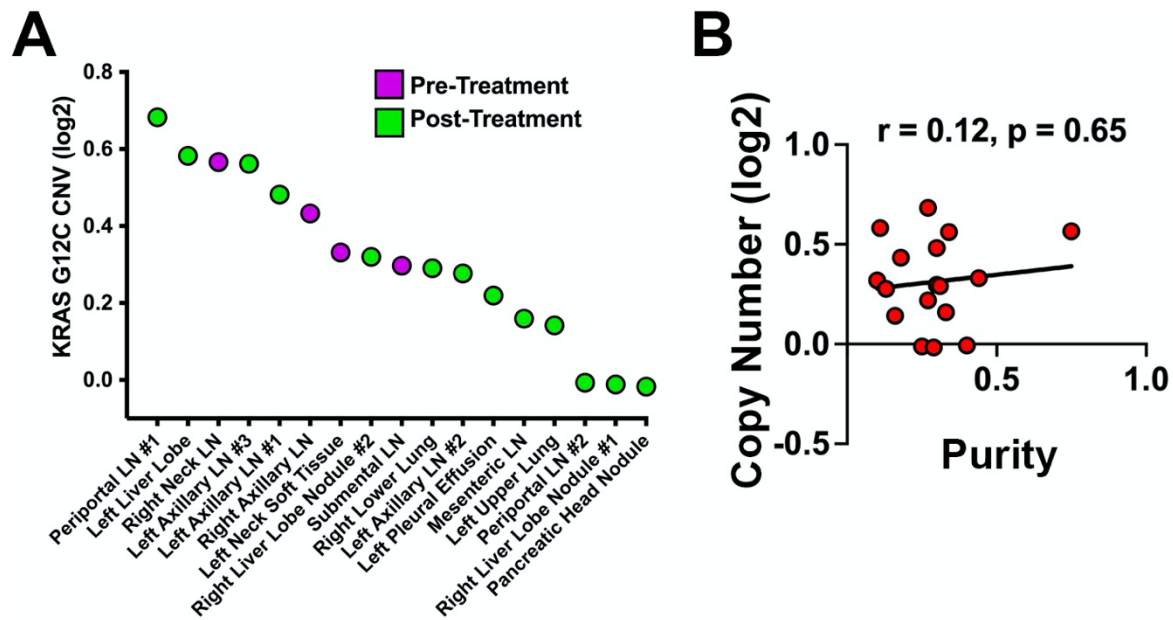 A
KRAS G12C CNV (log2)
0.8
0.6
0.4
0.2
0.0
Pre-Treatment
Post-Treatment
Periportal LN #1
Left Liver Lobe
Right Neck LN
Left Axillary LN #3
Left Axillary LN #1
Right Axillary LN
Left Neck Soft Tissue
Right Liver Lobe Nodule #2
Submental LN
Right Lower Lung
Left Axillary LN #2
Left Pleural Effusion
Mesenteric LN
Left Upper Lung
Periportal LN #2
Right Liver Lobe Nodule #1
Pancreatic Head Nodule
B
r = 0.12, p = 0.65
Copy Number (log2)
1.0
0.5
0.0
-0.5
0.5
1.0
Purity